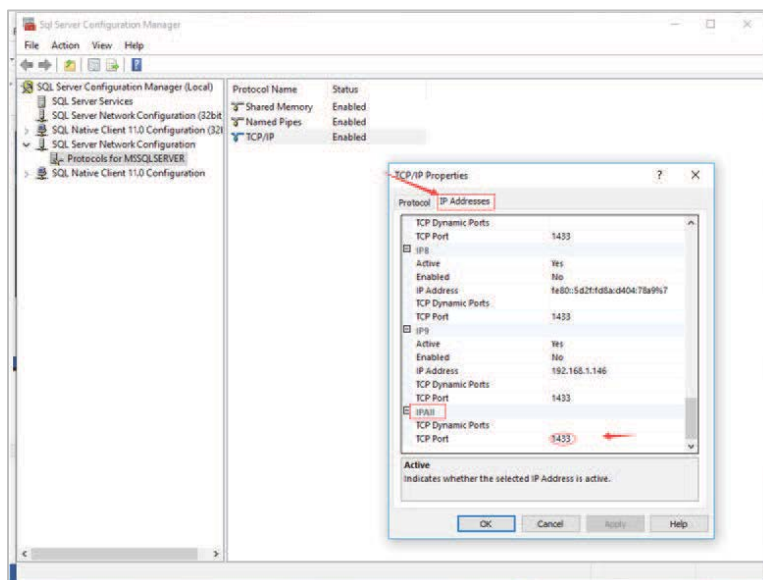 Sql Server Configuration Manager
File Action View Help
SQL Server Configuration Manager (Local)
SQL Server Services
SQL Server Network Configuration (32bit
SQL Native Client 11.0 Configuration (32
SQL Server Network Configuration
Protocols for MSSQLSERVER
SQL Native Client 11.0 Configuration
Protocol Name Status
Shared Memory Enabled
Named Pipes Enabled
TCP/IP Enabled
TCP/IP Properties
Protocol IP Addresses
TCP Dynamic Ports
TCP Port 1433
IP8
Active Yes
Enabled No
IP Address fe80::5d2f:fd8a:d404:78a9%7
TCP Dynamic Ports
TCP Port 1433
IP9
Active Yes
Enabled No
IP Address 192.168.1.146
TCP Dynamic Ports
TCP Port 1433
IPAll
TCP Dynamic Ports
TCP Port 1433
Active
Indicates whether the selected IP Address is active.
OK Cancel Apply Help